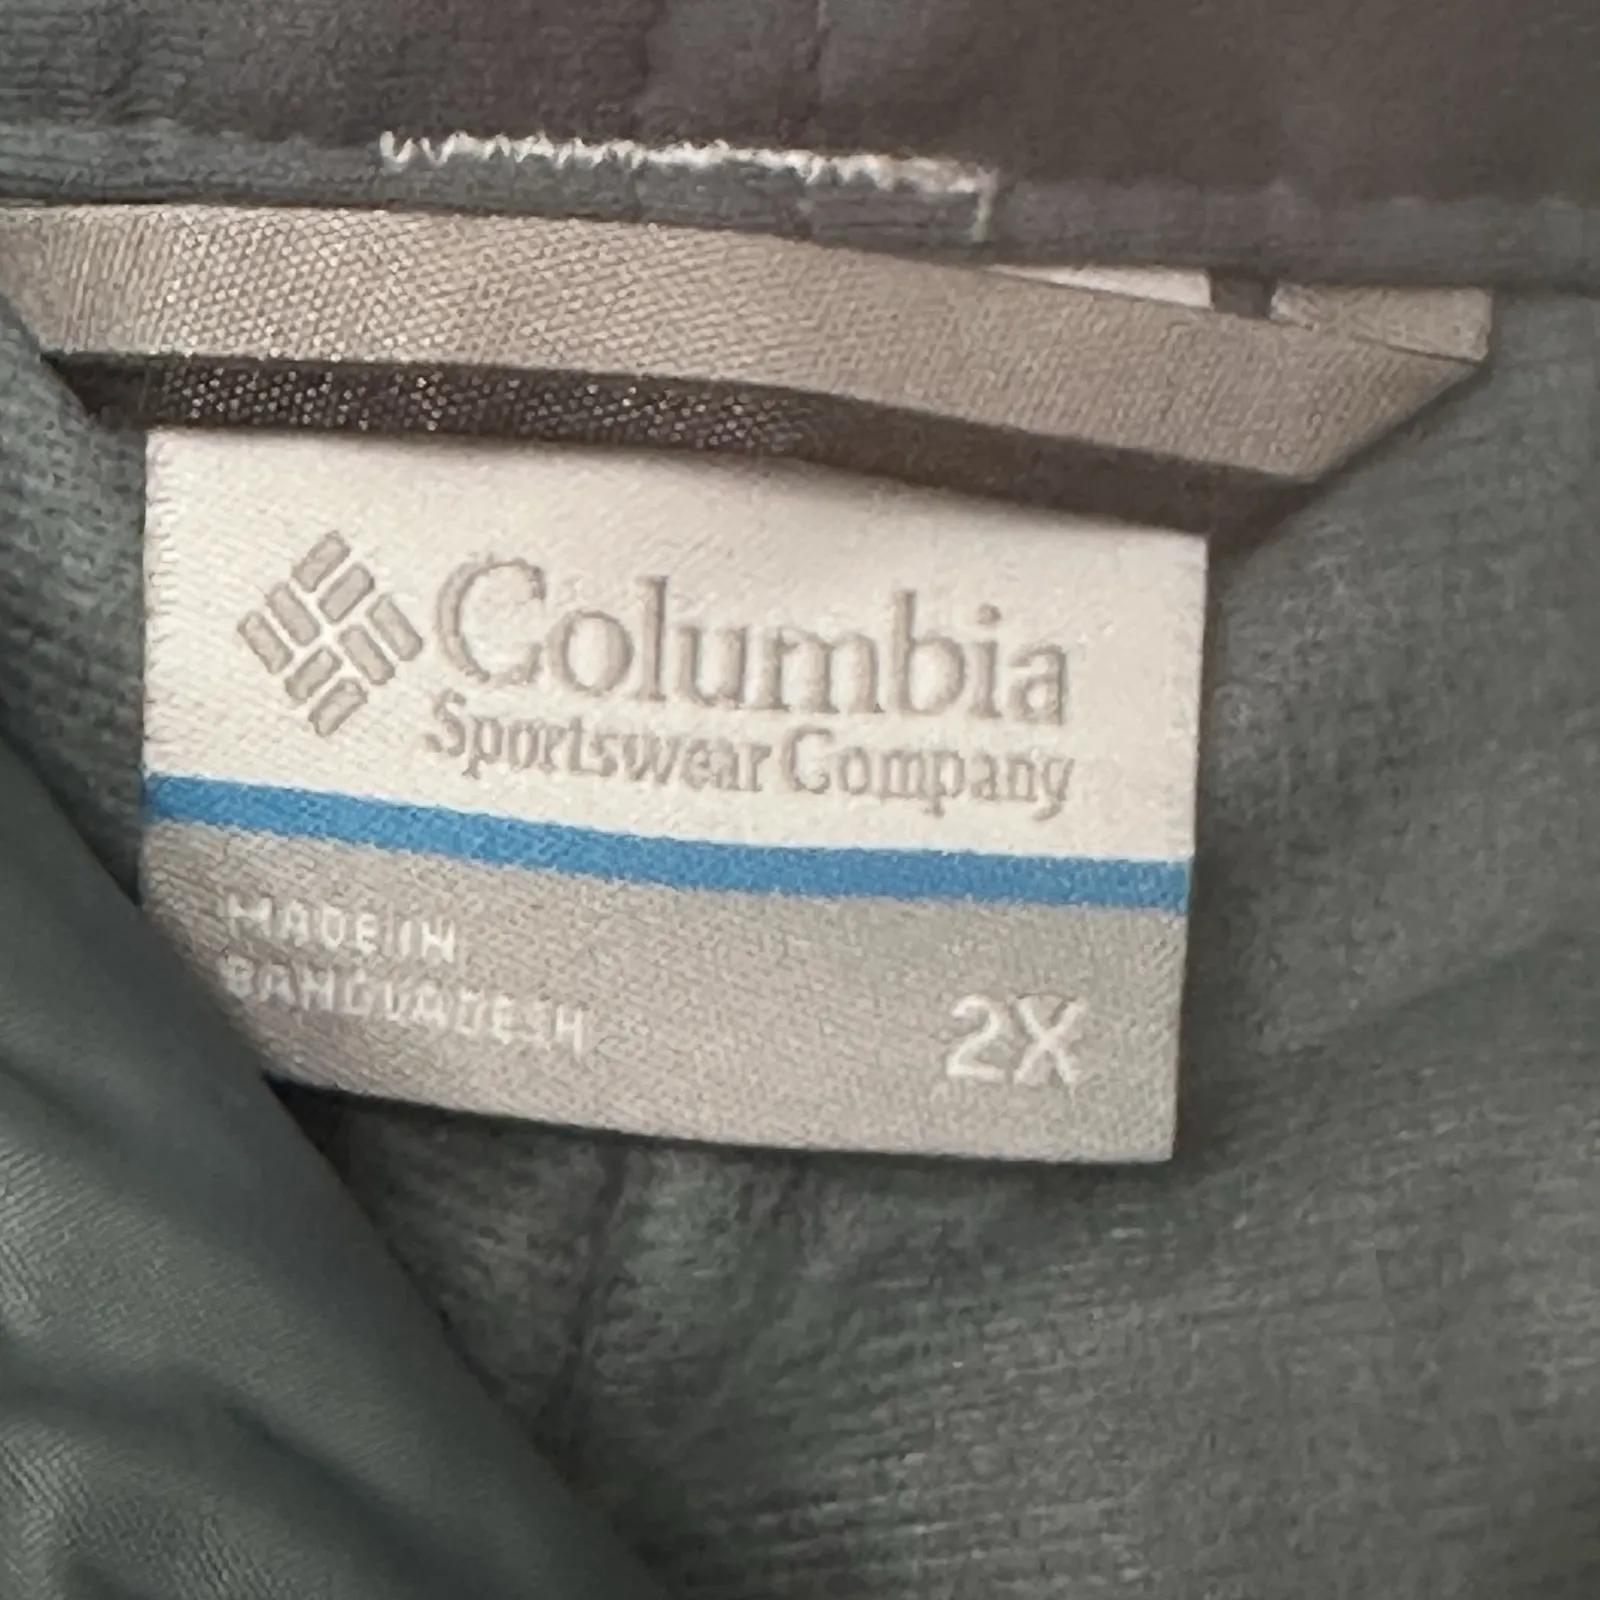 Columbia
Sportswear Company
MADE IN
BANGLADESH
2X